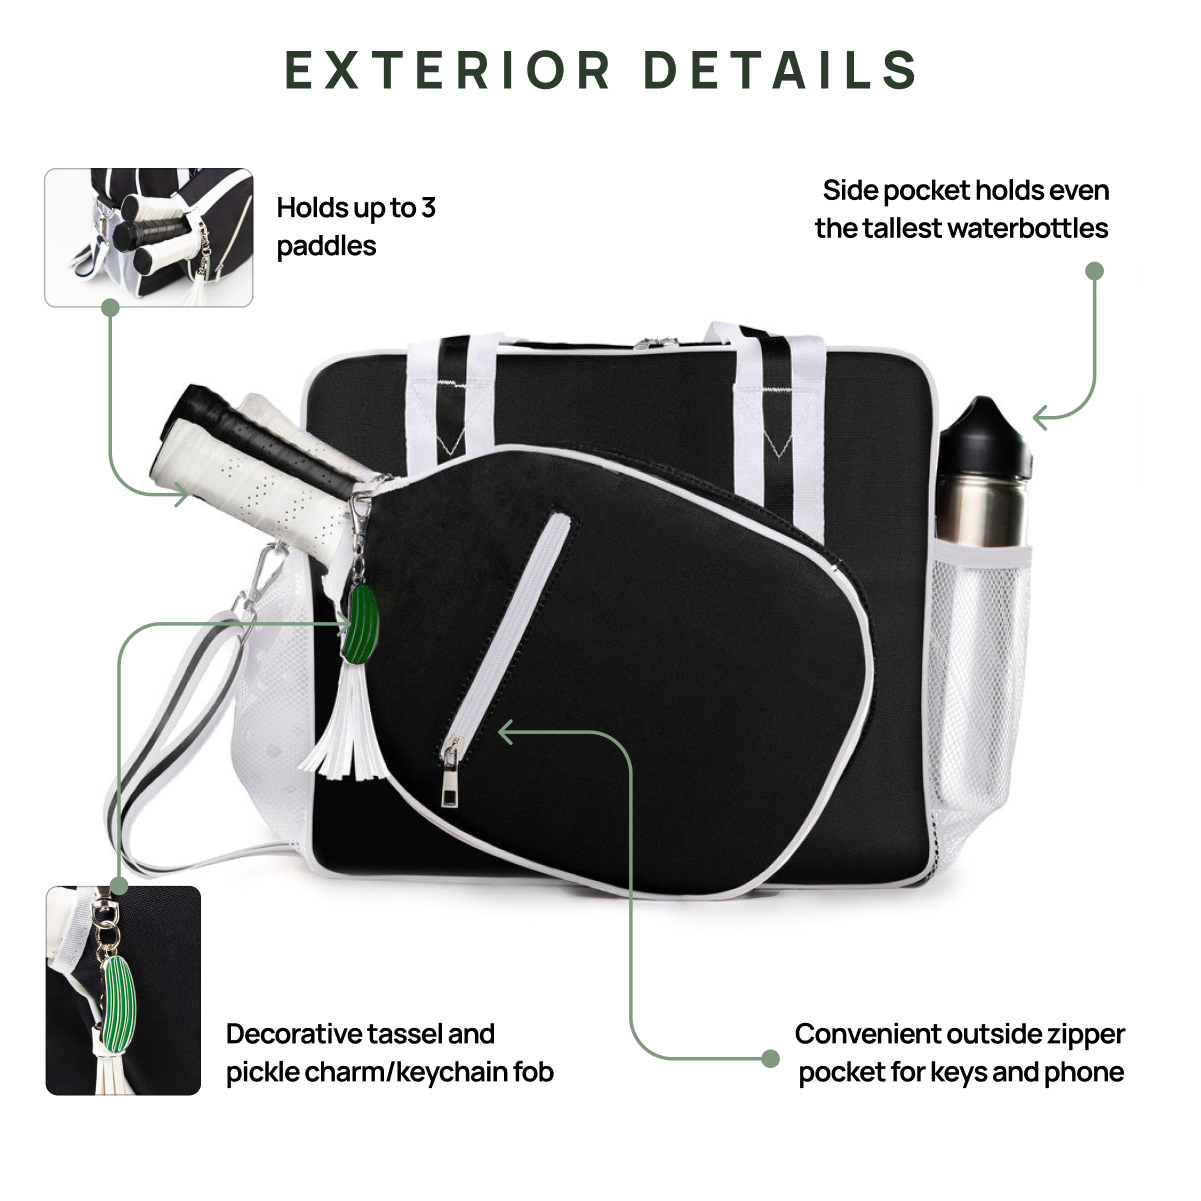 EXTERIOR DETAILS
Holds up to 3
paddles
Side pocket holds even
the tallest waterbottles
Decorative tassel and
pickle charm/keychain fob
Convenient outside zipper
pocket for keys and phone